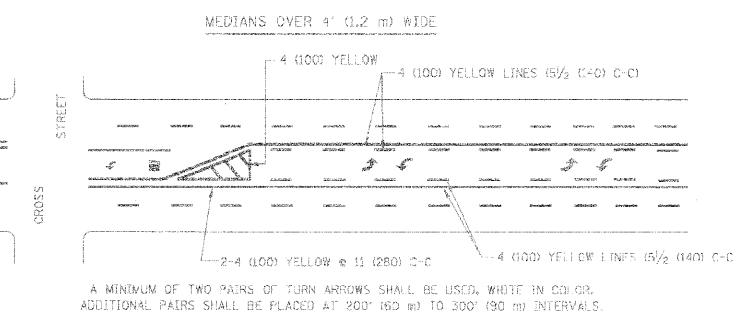 MEDIANS OVER 4' (1.2 m) WIDE
4 (100) YELLOW
4 (100) YELLOW LINES (5½ (140) C-C)
STREET
CROSS
2-4 (100) YELLOW @ 11 (280) C-C
4 (100) YELLOW LINES (5½ (140) C-C
A MINIMUM OF TWO PAIRS OF TURN ARROWS SHALL BE USED, WHITE IN COLOR.
ADDITIONAL PAIRS SHALL BE PLACED AT 200' (60 m) TO 300' (90 m) INTERVALS.